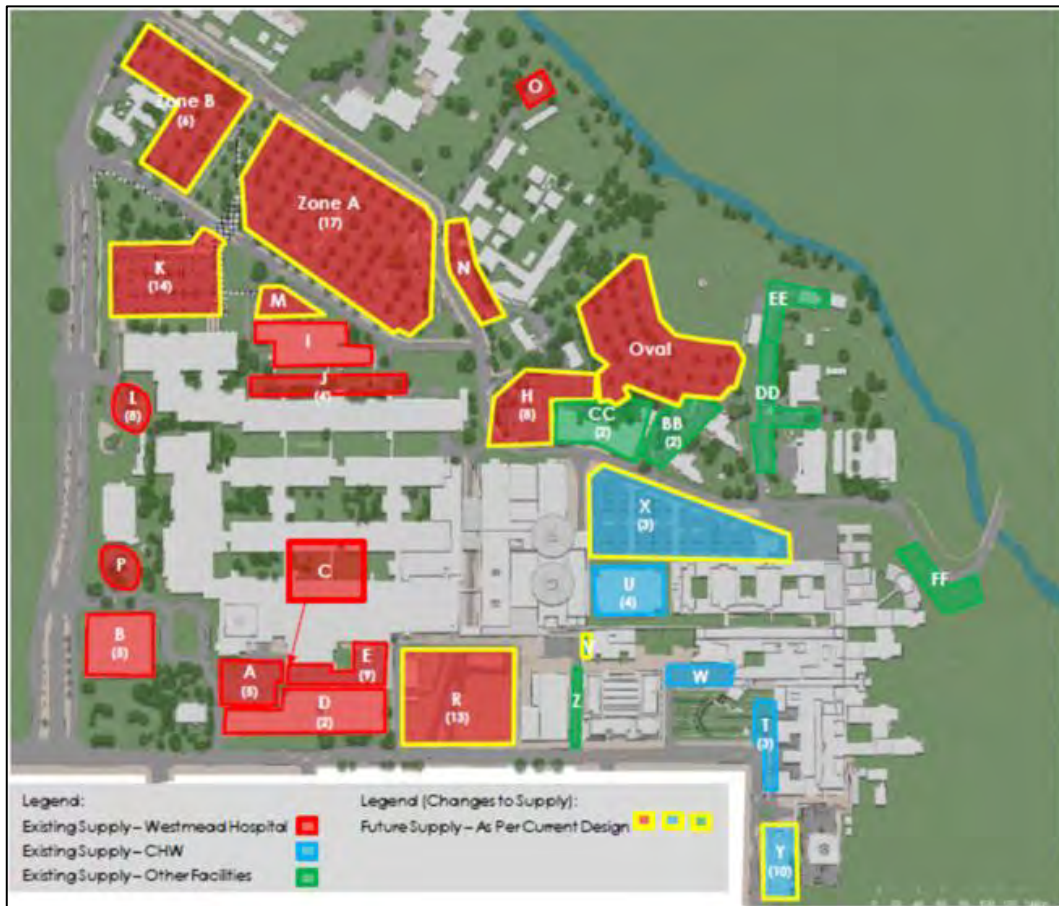 O
Zone B
(6)
Zone A
(17)
K
(14)
N
M
EE
I
Oval
J
(4)
L
(8)
H
(8)
CC
(2)
BB
(2)
DD
X
(3)
P
C
U
(4)
FF
B
(5)
V
E
(9)
A
(8)
W
D
(2)
R
(13)
Z
T
(3)
Y
(10)
Legend:
Existing Supply – Westmead Hospital
Existing Supply – CHW
Existing Supply – Other Facilities
Legend (Changes to Supply):
Future Supply – As Per Current Design